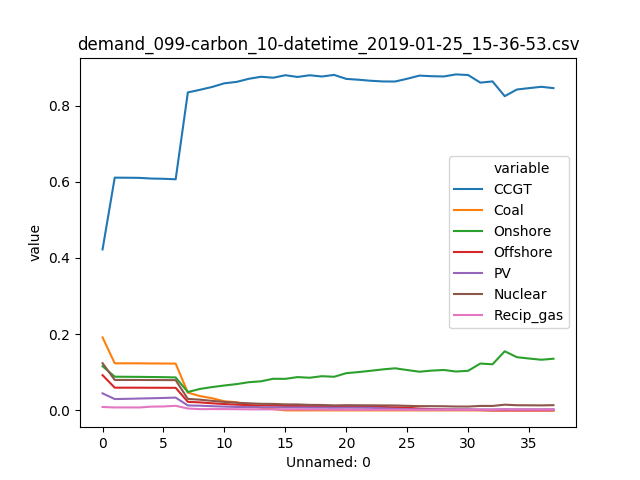 demand_099-carbon_10-datetime_2019-01-25_15-36-53.csv
value
0.8
0.6
0.4
0.2
0.0
variable
CCGT
Coal
Onshore
Offshore
PV
Nuclear
Recip_gas
0 5 10 15 20 25 30 35
Unnamed: 0